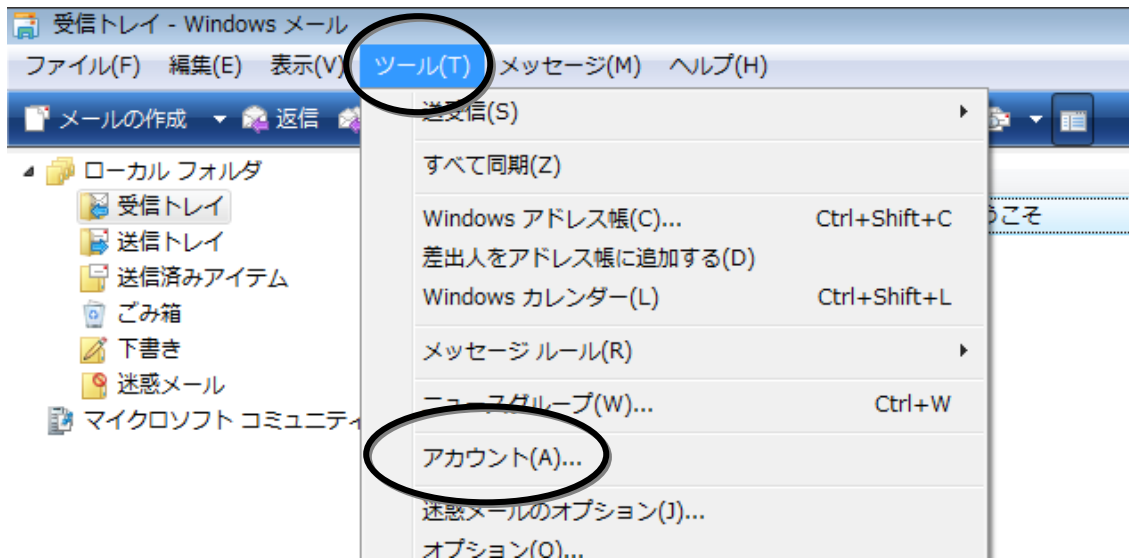 受信トレイ - Windows メール
ファイル(F) 編集(E) 表示(V) ツール(T) メッセージ(M) ヘルプ(H)
メールの作成 返信
ローカル フォルダ
受信トレイ
送信トレイ
送信済みアイテム
ごみ箱
下書き
迷惑メール
マイクロソフト コミュニティ
送受信(S)
すべて同期(Z)
Windows アドレス帳(C)... Ctrl+Shift+C
差出人をアドレス帳に追加する(D)
Windows カレンダー(L) Ctrl+Shift+L
メッセージ ルール(R)
ニュースグループ(W)... Ctrl+W
アカウント(A)...
迷惑メールのオプション(J)...
オプション(O)...
うこそ